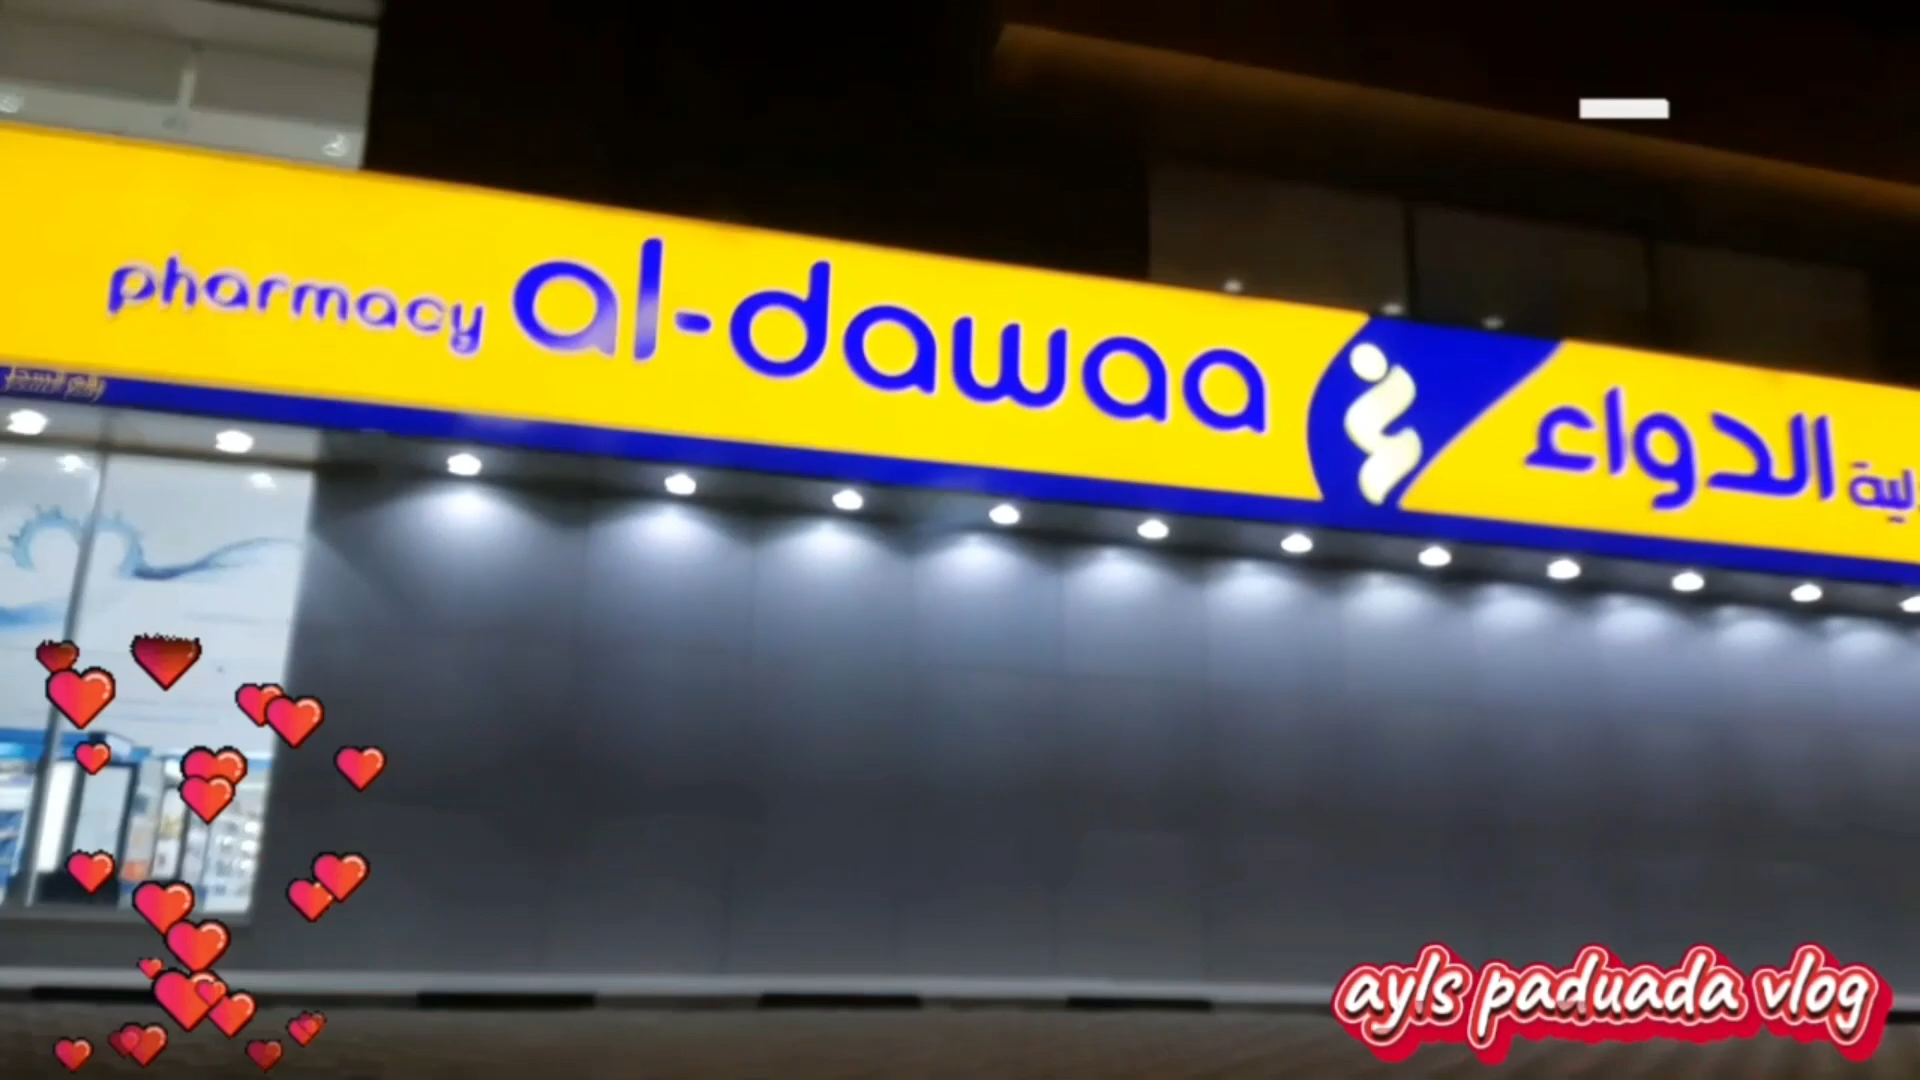 pharmacy al-dawaa الدواء
ayls paduada vlog